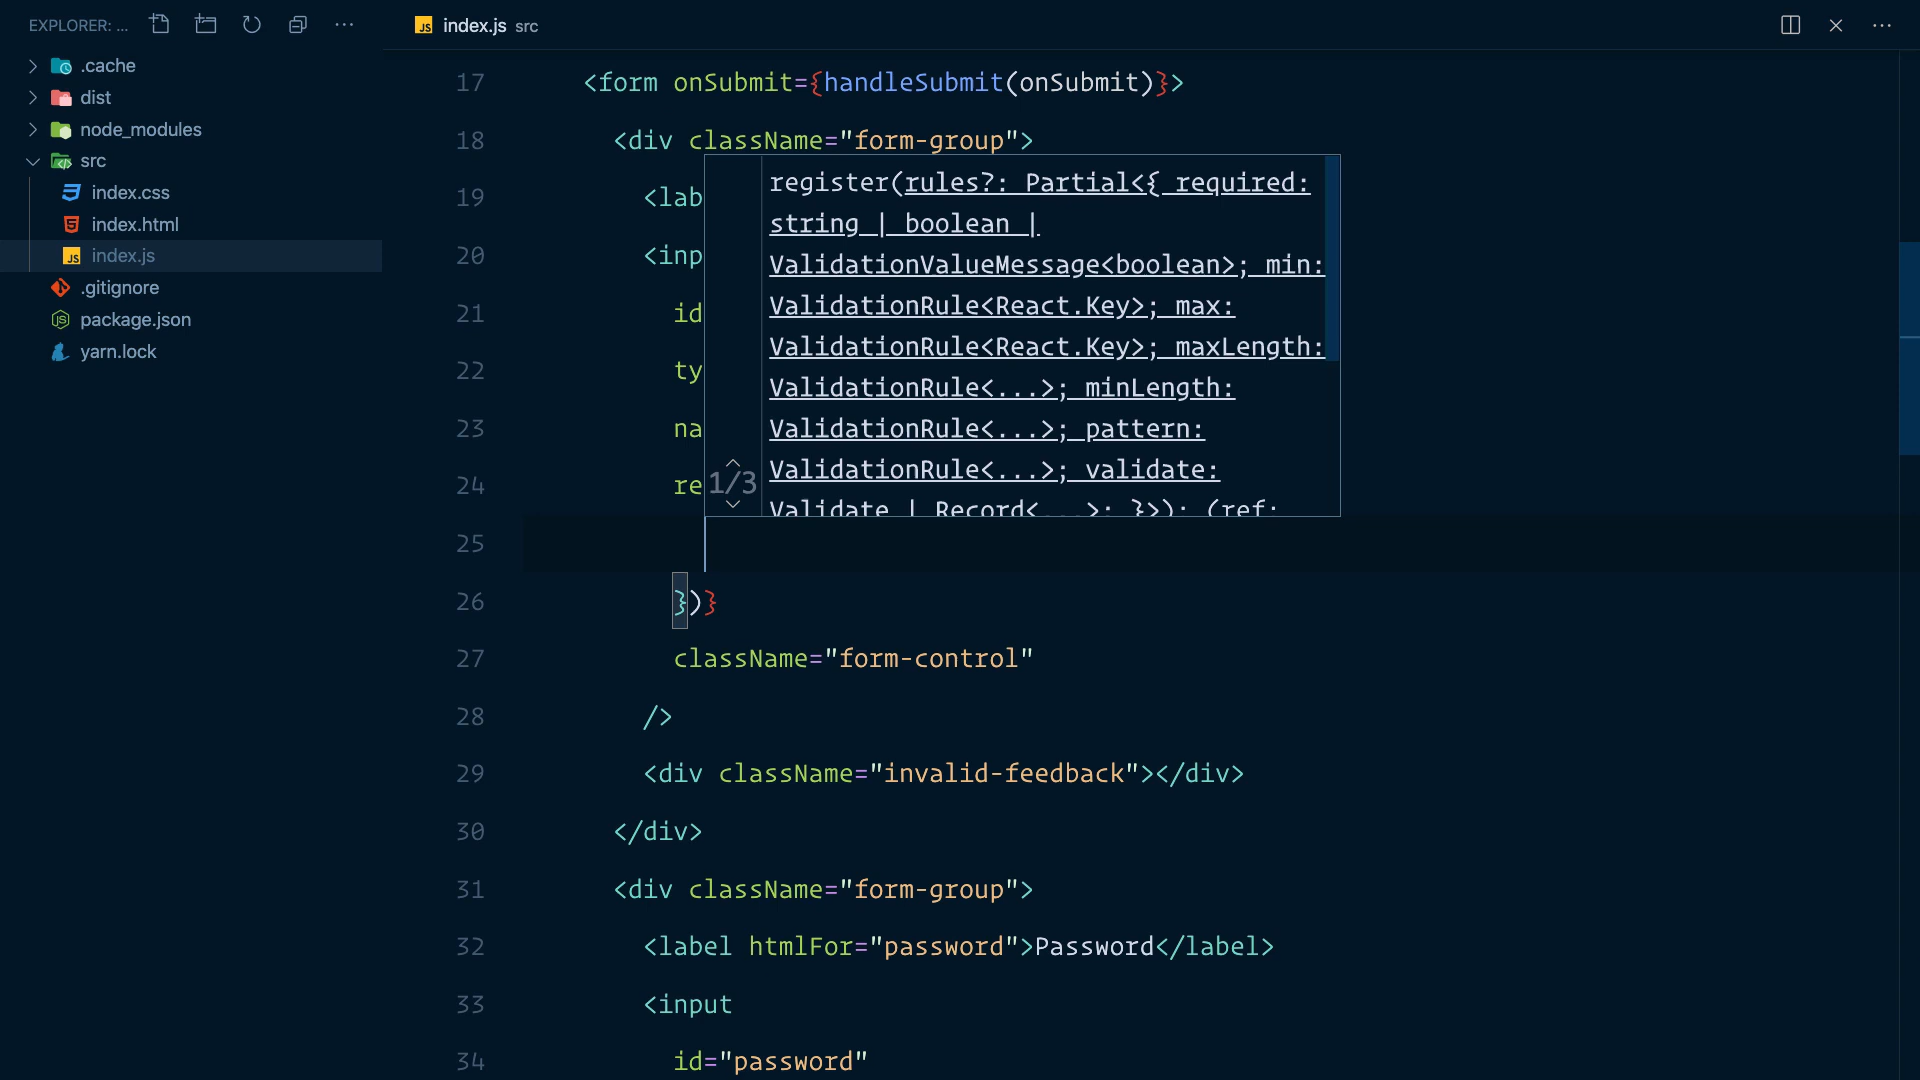 EXPLORER: ...
.cache
dist
node_modules
src
index.css
index.html
index.js
.gitignore
package.json
yarn.lock
index.js src
17 <form onSubmit={handleSubmit(onSubmit)}>
18 <div className="form-group">
19 <lab
20 <inp
21 id
22 ty
23 na
24 re
25
26 })}
27 className="form-control"
28 />
29 <div className="invalid-feedback"></div>
30 </div>
31 <div className="form-group">
32 <label htmlFor="password">Password</label>
33 <input
34 id="password"
register(rules?: Partial<{ required:
string | boolean |
ValidationValueMessage<boolean>; min:
ValidationRule<React.Key>; max:
ValidationRule<React.Key>; maxLength:
ValidationRule<...>; minLength:
ValidationRule<...>; pattern:
ValidationRule<...>; validate:
Validate | Record<...>; }>): (ref:
1/3